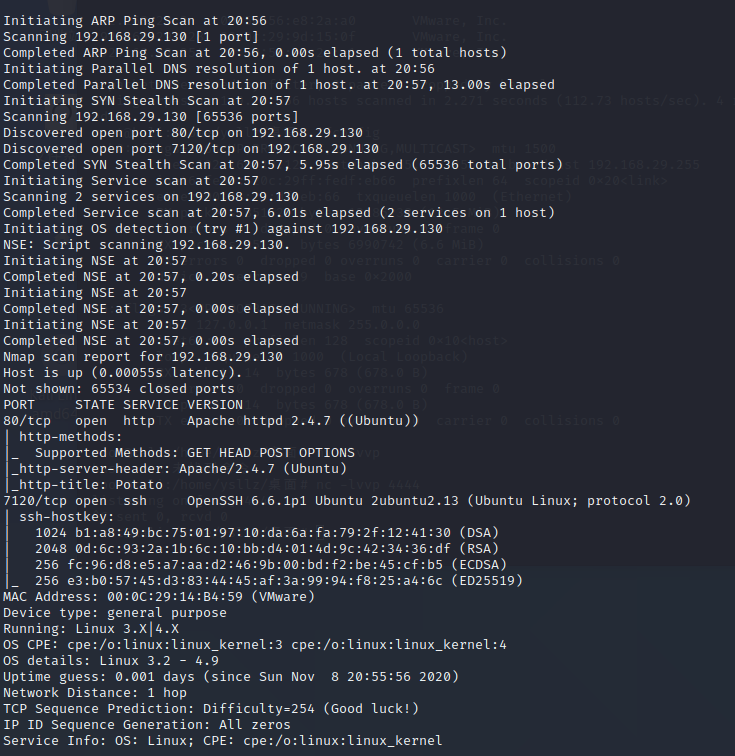 Initiating ARP Ping Scan at 20:56
Scanning 192.168.29.130 [1 port]
Completed ARP Ping Scan at 20:56, 0.00s elapsed (1 total hosts)
Initiating Parallel DNS resolution of 1 host. at 20:56
Completed Parallel DNS resolution of 1 host. at 20:57, 13.00s elapsed
Initiating SYN Stealth Scan at 20:57
Scanning 192.168.29.130 [65536 ports]
Discovered open port 80/tcp on 192.168.29.130
Discovered open port 7120/tcp on 192.168.29.130
Completed SYN Stealth Scan at 20:57, 5.95s elapsed (65536 total ports)
Initiating Service scan at 20:57
Scanning 2 services on 192.168.29.130
Completed Service scan at 20:57, 6.01s elapsed (2 services on 1 host)
Initiating OS detection (try #1) against 192.168.29.130
NSE: Script scanning 192.168.29.130.
Initiating NSE at 20:57
Completed NSE at 20:57, 0.20s elapsed
Initiating NSE at 20:57
Completed NSE at 20:57, 0.00s elapsed
Initiating NSE at 20:57
Completed NSE at 20:57, 0.00s elapsed
Nmap scan report for 192.168.29.130
Host is up (0.00055s latency).
Not shown: 65534 closed ports
PORT     STATE SERVICE VERSION
80/tcp   open  http    Apache httpd 2.4.7 ((Ubuntu))
| http-methods:
|_  Supported Methods: GET HEAD POST OPTIONS
|_http-server-header: Apache/2.4.7 (Ubuntu)
|_http-title: Potato
7120/tcp open  ssh     OpenSSH 6.6.1p1 Ubuntu 2ubuntu2.13 (Ubuntu Linux; protocol 2.0)
| ssh-hostkey:
|   1024 b1:a8:49:bc:75:01:97:10:da:6a:fa:79:2f:12:41:30 (DSA)
|   2048 0d:6c:93:2a:1b:6c:10:bb:d4:01:4d:9c:42:34:36:df (RSA)
|   256 fc:96:d8:e5:a7:aa:d2:46:9b:00:bd:f2:be:45:cf:b5 (ECDSA)
|_  256 e3:b0:57:45:d3:83:44:45:af:3a:99:94:f8:25:a4:6c (ED25519)
MAC Address: 00:0C:29:14:B4:59 (VMware)
Device type: general purpose
Running: Linux 3.X|4.X
OS CPE: cpe:/o:linux:linux_kernel:3 cpe:/o:linux:linux_kernel:4
OS details: Linux 3.2 - 4.9
Uptime guess: 0.001 days (since Sun Nov  8 20:55:56 2020)
Network Distance: 1 hop
TCP Sequence Prediction: Difficulty=254 (Good luck!)
IP ID Sequence Generation: All zeros
Service Info: OS: Linux; CPE: cpe:/o:linux:linux_kernel